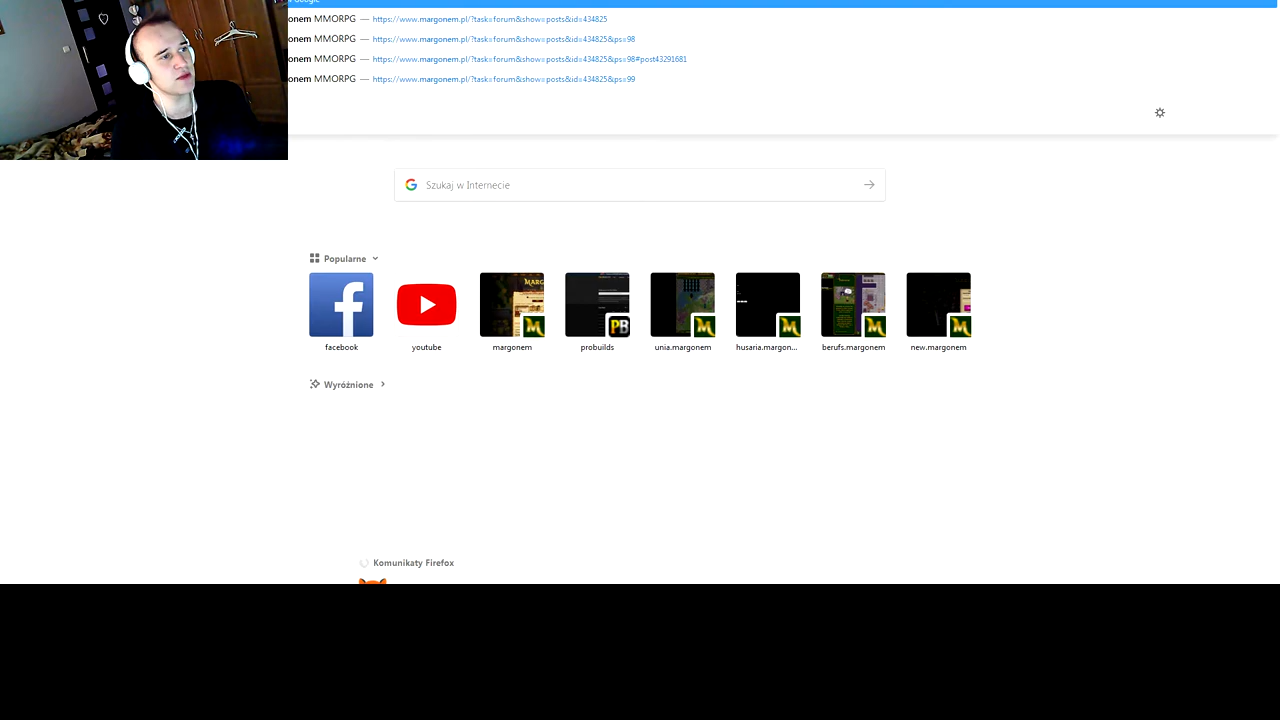 Google
onem MMORPG — https://www.margonem.pl/?task=forum&show=posts&id=434825
onem MMORPG — https://www.margonem.pl/?task=forum&show=posts&id=434825&ps=98
onem MMORPG — https://www.margonem.pl/?task=forum&show=posts&id=434825&ps=98#post43291681
onem MMORPG — https://www.margonem.pl/?task=forum&show=posts&id=434825&ps=99
Szukaj w Internecie
Popularne
facebook
youtube
margonem
probuilds
unia.margonem
husaria.margon...
berufs.margonem
new.margonem
Wyróżnione
Komunikaty Firefox